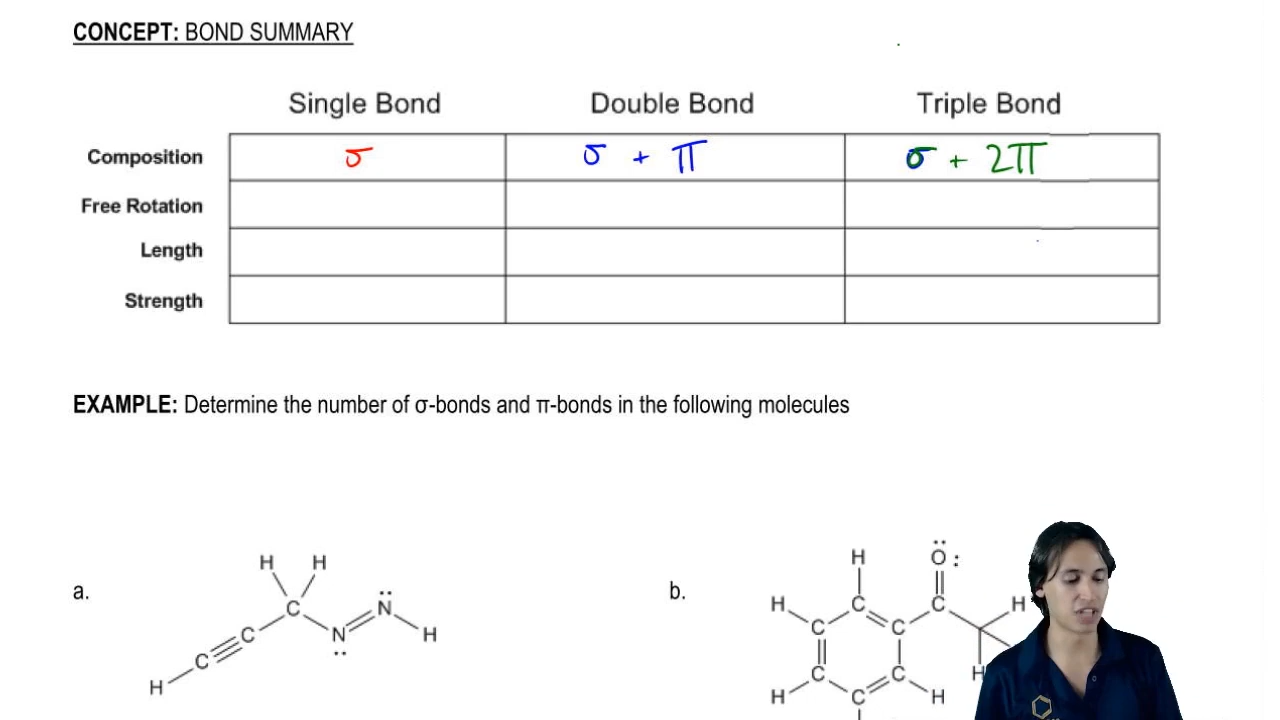 CONCEPT: BOND SUMMARY
Single Bond Double Bond Triple Bond
Composition σ σ + π σ + 2π
Free Rotation
Length
Strength
EXAMPLE: Determine the number of σ-bonds and π-bonds in the following molecules
a.
H H
C
N
N
H
C
C
H
b.
H
O
H
C
C
H
C
C
C
C
H
H
C
H